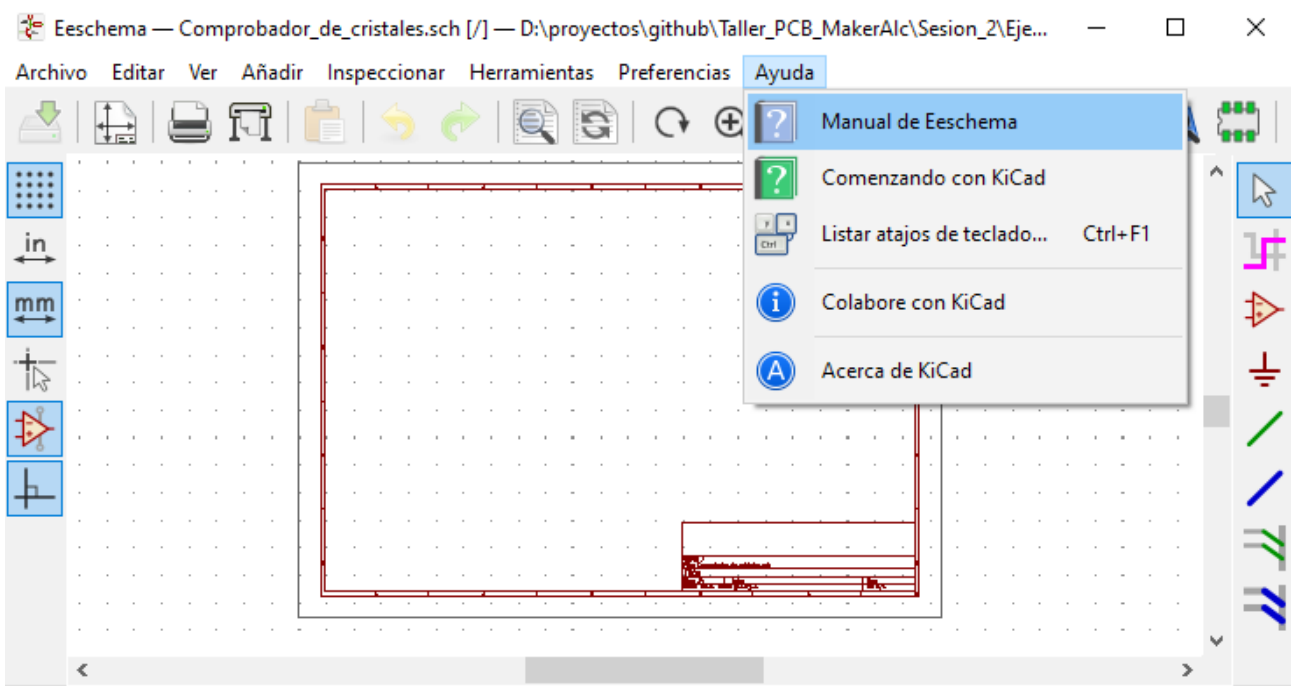 Eeschema — Comprobador_de_cristales.sch [/] — D:\proyectos\github\Taller_PCB_MakerAlc\Sesion_2\Eje...
Archivo Editar Ver Añadir Inspeccionar Herramientas Preferencias Ayuda
Manual de Eeschema
Comenzando con KiCad
Listar atajos de teclado... Ctrl+F1
Colabore con KiCad
Acerca de KiCad
in
mm